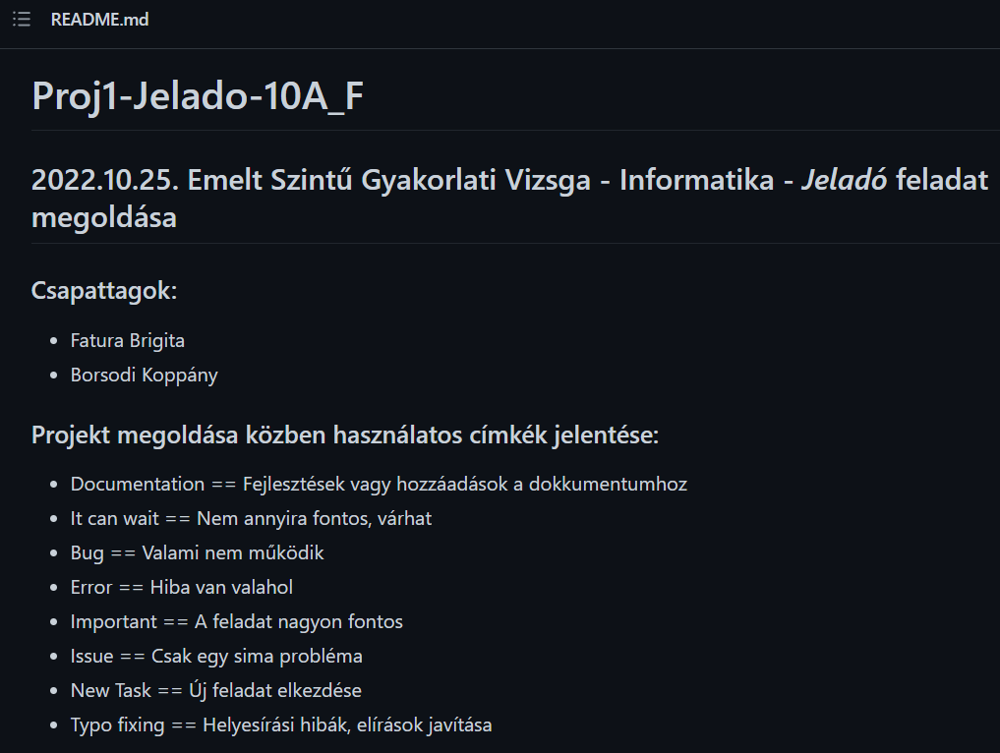 README.md
Proj1-Jelado-10A_F
2022.10.25. Emelt Szintű Gyakorlati Vizsga - Informatika - Jeladó feladat
megoldása
Csapattagok:
Fatura Brigita
Borsodi Koppány
Projekt megoldása közben használatos címkék jelentése:
Documentation == Fejlesztések vagy hozzáadások a dokkumentumhoz
It can wait == Nem annyira fontos, várhat
Bug == Valami nem működik
Error == Hiba van valahol
Important == A feladat nagyon fontos
Issue == Csak egy sima probléma
New Task == Új feladat elkezdése
Typo fixing == Helyesírási hibák, elírások javítása